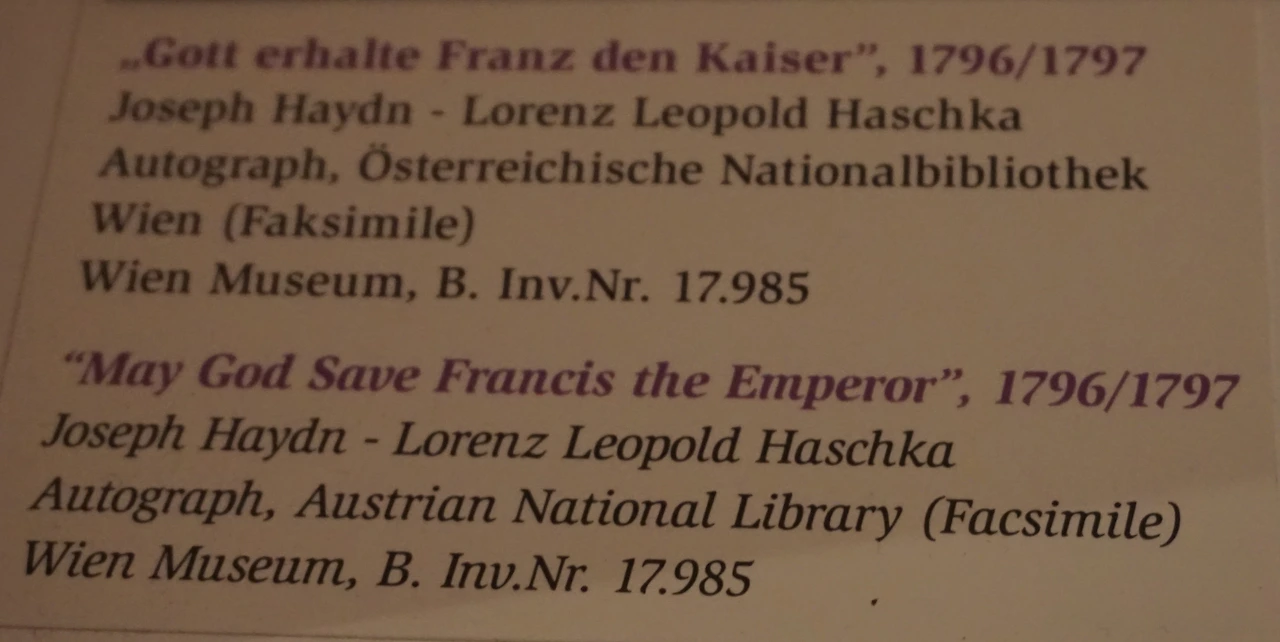 „Gott erhalte Franz den Kaiser”, 1796/1797
Joseph Haydn - Lorenz Leopold Haschka
Autograph, Österreichische Nationalbibliothek
Wien (Faksimile)
Wien Museum, B. Inv.Nr. 17.985
“May God Save Francis the Emperor”, 1796/1797
Joseph Haydn - Lorenz Leopold Haschka
Autograph, Austrian National Library (Facsimile)
Wien Museum, B. Inv.Nr. 17.985